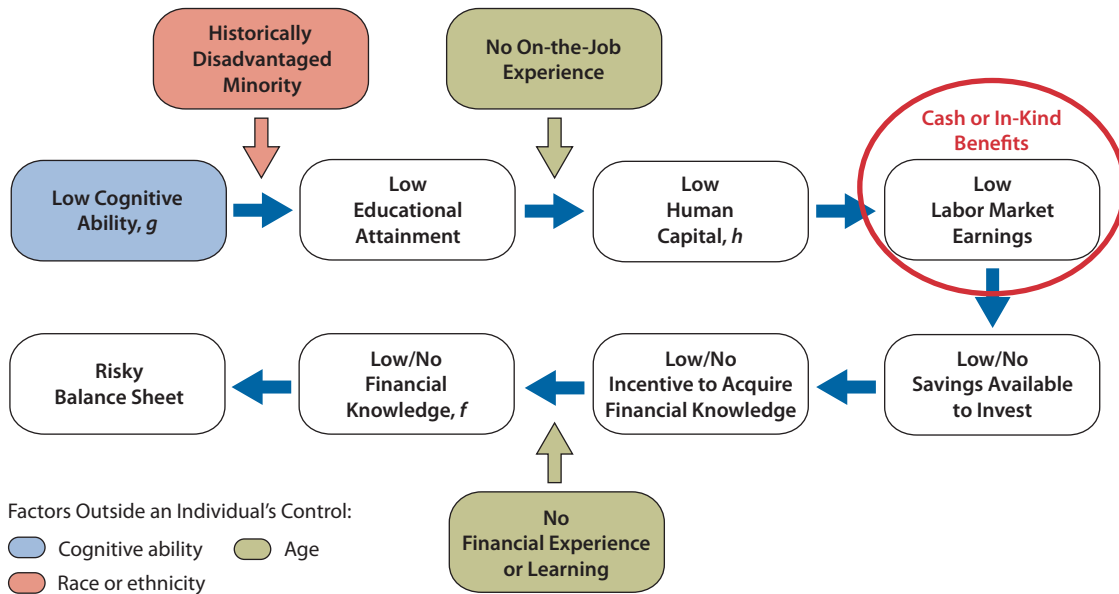 Historically
Disadvantaged
Minority
No On-the-Job
Experience
Cash or In-Kind
Benefits
Low Cognitive
Ability, g
Low
Educational
Attainment
Low
Human
Capital, h
Low
Labor Market
Earnings
Risky
Balance Sheet
Low/No
Financial
Knowledge, f
Low/No
Incentive to Acquire
Financial Knowledge
Low/No
Savings Available
to Invest
No
Financial Experience
or Learning
Factors Outside an Individual’s Control:
Cognitive ability
Age
Race or ethnicity